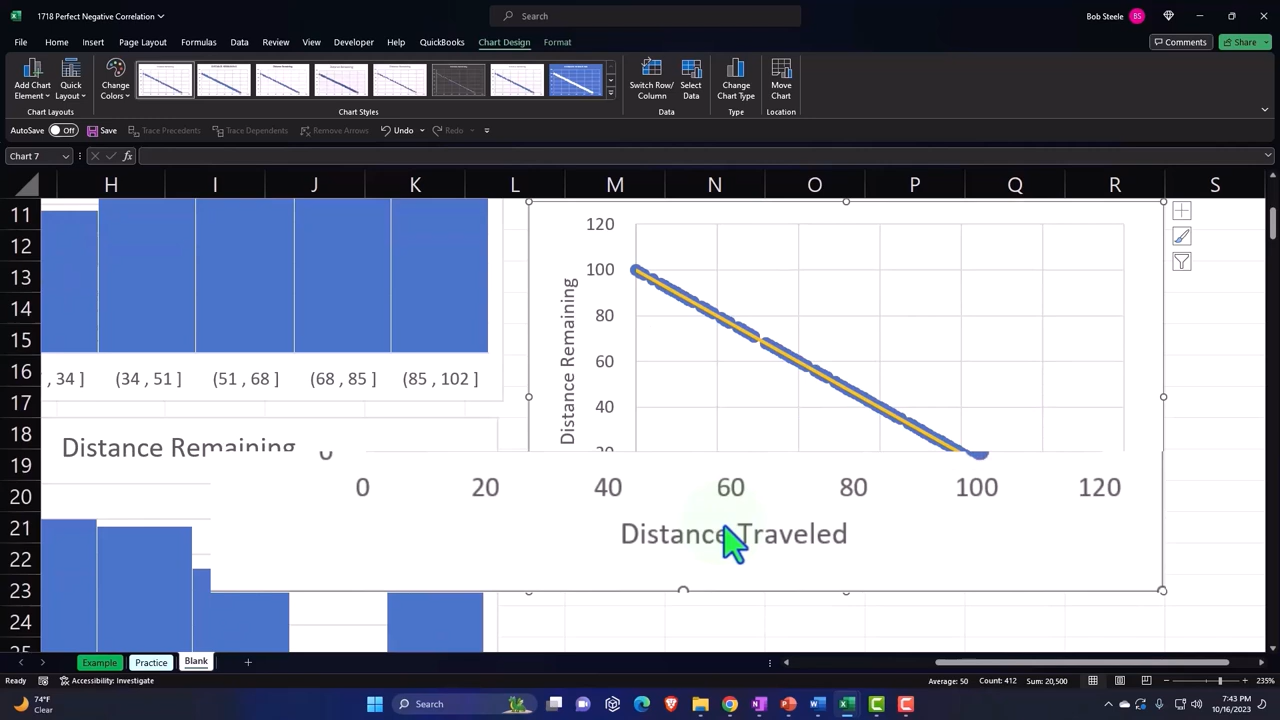 1718 Perfect Negative Correlation
Search
Bob Steele
BS
File Home Insert Page Layout Formulas Data Review View Developer Help QuickBooks Chart Design Format
Comments
Share
Add Chart Element
Quick Layout
Change Colors
Switch Row/ Column
Select Data
Change Chart Type
Move Chart
Chart Layouts
Chart Styles
Data
Type
Location
AutoSave Off Save Trace Precedents Trace Dependents Remove Arrows Undo Redo
Chart 7
fx
H I J K L M N O P Q R S
11
12
13
14
15
16
17
18
19
20
21
22
23
24
, 34 ] (34 , 51 ] (51 , 68 ] (68 , 85 ] (85 , 102 ]
Distance Remaining
120
100
80
60
40
20
Distance Remaining
0
0 20 40 60 80 100 120
Distance Traveled
Example Practice Blank
Ready Accessibility: Investigate Average: 50 Count: 412 Sum: 20,500 235%
74°F
Clear
Search
7:43 PM
10/16/2023